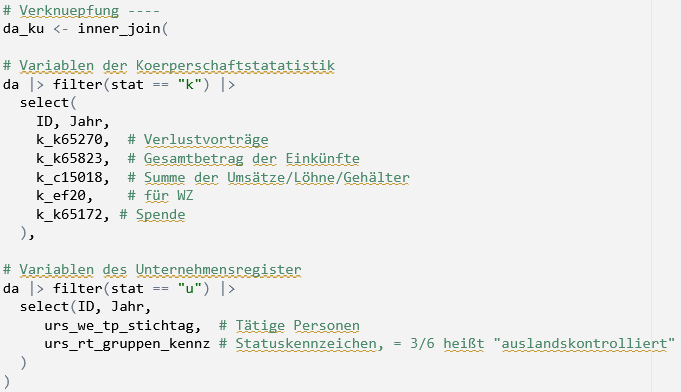 # Verknuepfung ----
da_ku <- inner_join(
# Variablen der Koerperschaftstatatistik
da |> filter(stat == "k") |>
select(
ID, Jahr,
k_k65270,  # Verlustvorträge
k_k65823,  # Gesamtbetrag der Einkünfte
k_c15018,  # Summe der Umsätze/Löhne/Gehälter
k_ef20,    # für WZ
k_k65172, # Spende
),
# Variablen des Unternehmensregister
da |> filter(stat == "u") |>
select(ID, Jahr,
urs_we_tp_stichtag,  # Tätige Personen
urs_rt_gruppen_kennz # Statuskennzeichen, = 3/6 heißt "auslandskontrolliert"
)
)